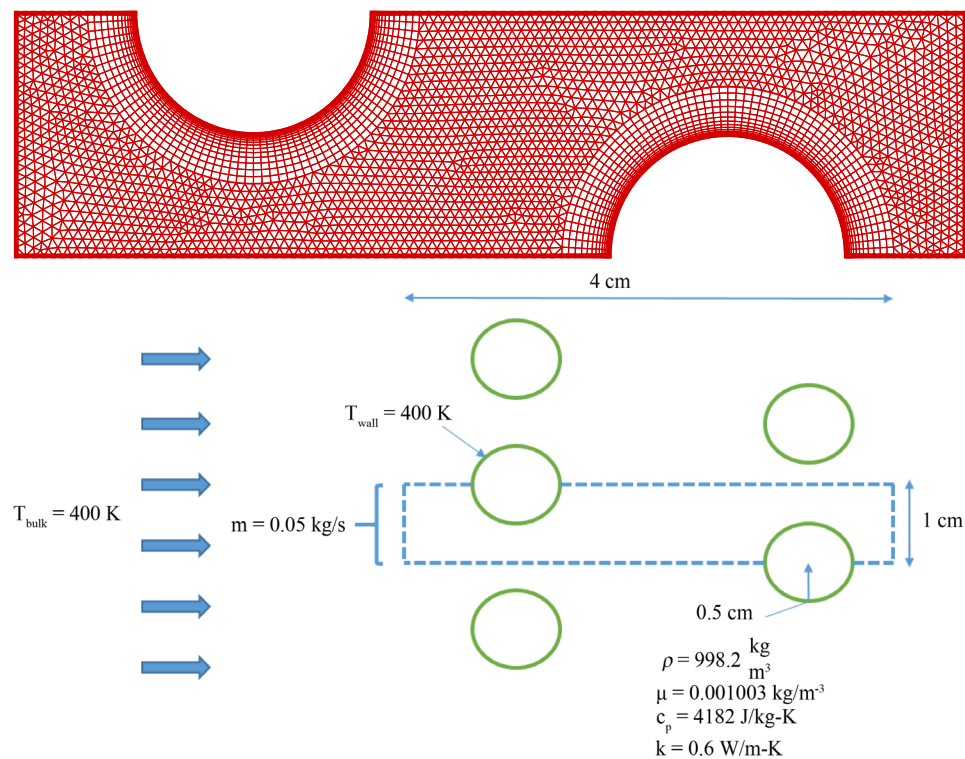 4 cm
T_wall = 400 K
T_bulk = 400 K
m = 0.05 kg/s
1 cm
0.5 cm
ρ = 998.2 kg/m³
μ = 0.001003 kg/m⁻³
c_p = 4182 J/kg-K
k = 0.6 W/m-K